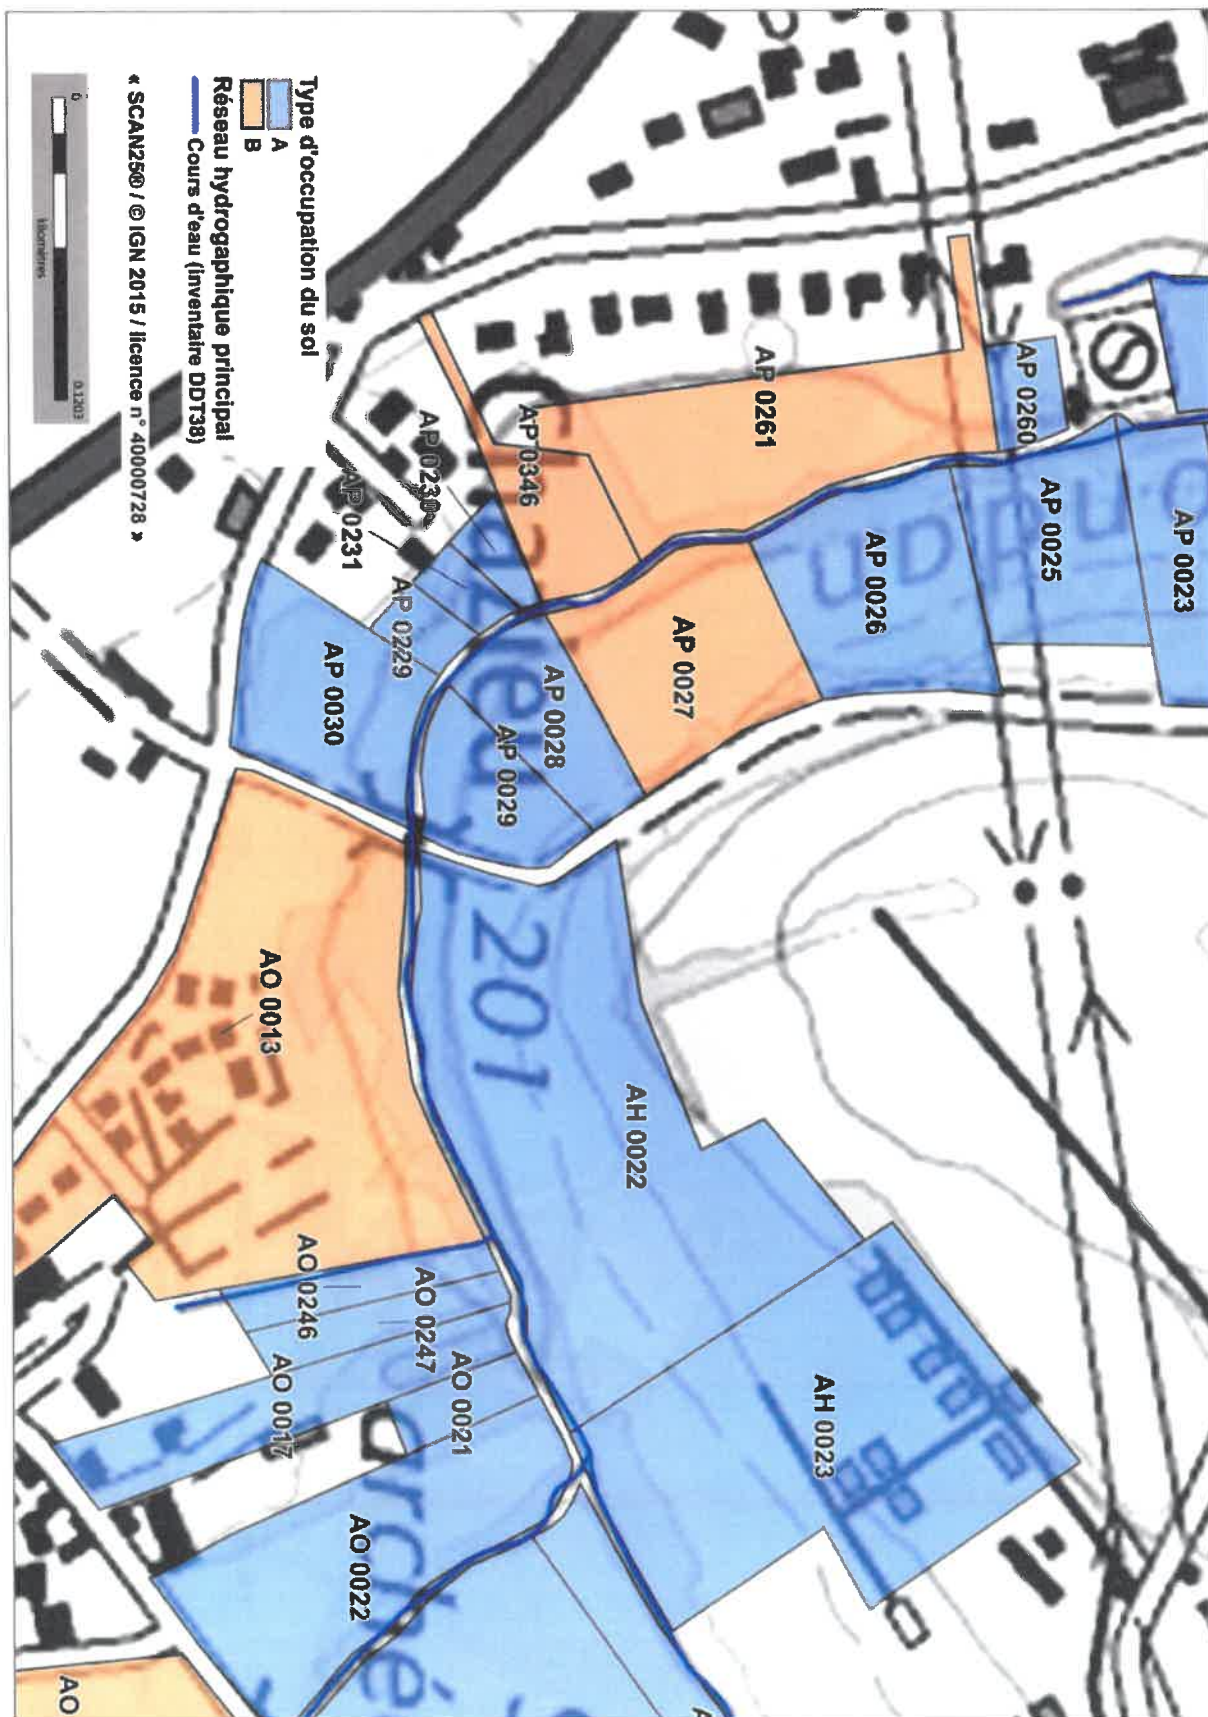 Type d'occupation du sol
A
B
Réseau hydrogaphique principal
Cours d'eau (inventaire DDT38)
« SCAN25® / © IGN 2015 / licence n° 40000728 »
0
0.1203
kilomètres
AP 0023
AP 0025
AP 0260
AP 0026
AP 0261
AP 0027
AP 0346
AP 0028
AP 0029
AP 0230
AP 0231
AP 0229
AP 0030
201
AH 0022
AH 0023
AO 0013
AO 0246
AO 0247
AO 0021
AO 0017
AO 0022
AO